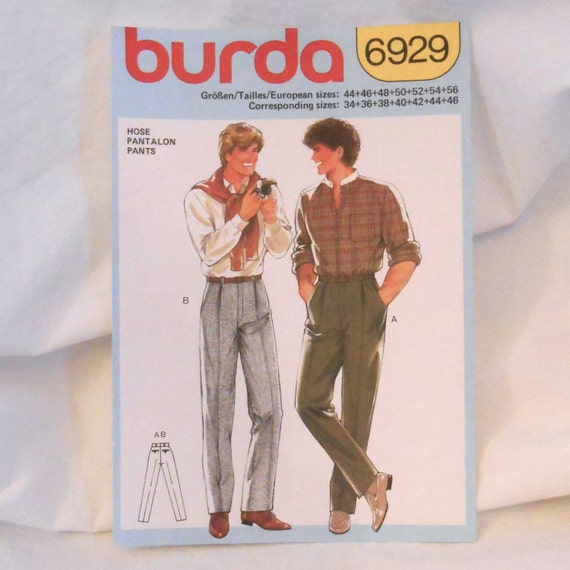 burda 6929
Größen/Tailles/European sizes: 44+46+48+50+52+54+56
Corresponding sizes: 34+36+38+40+42+44+46
HOSE
PANTALON
PANTS
B
A
AB